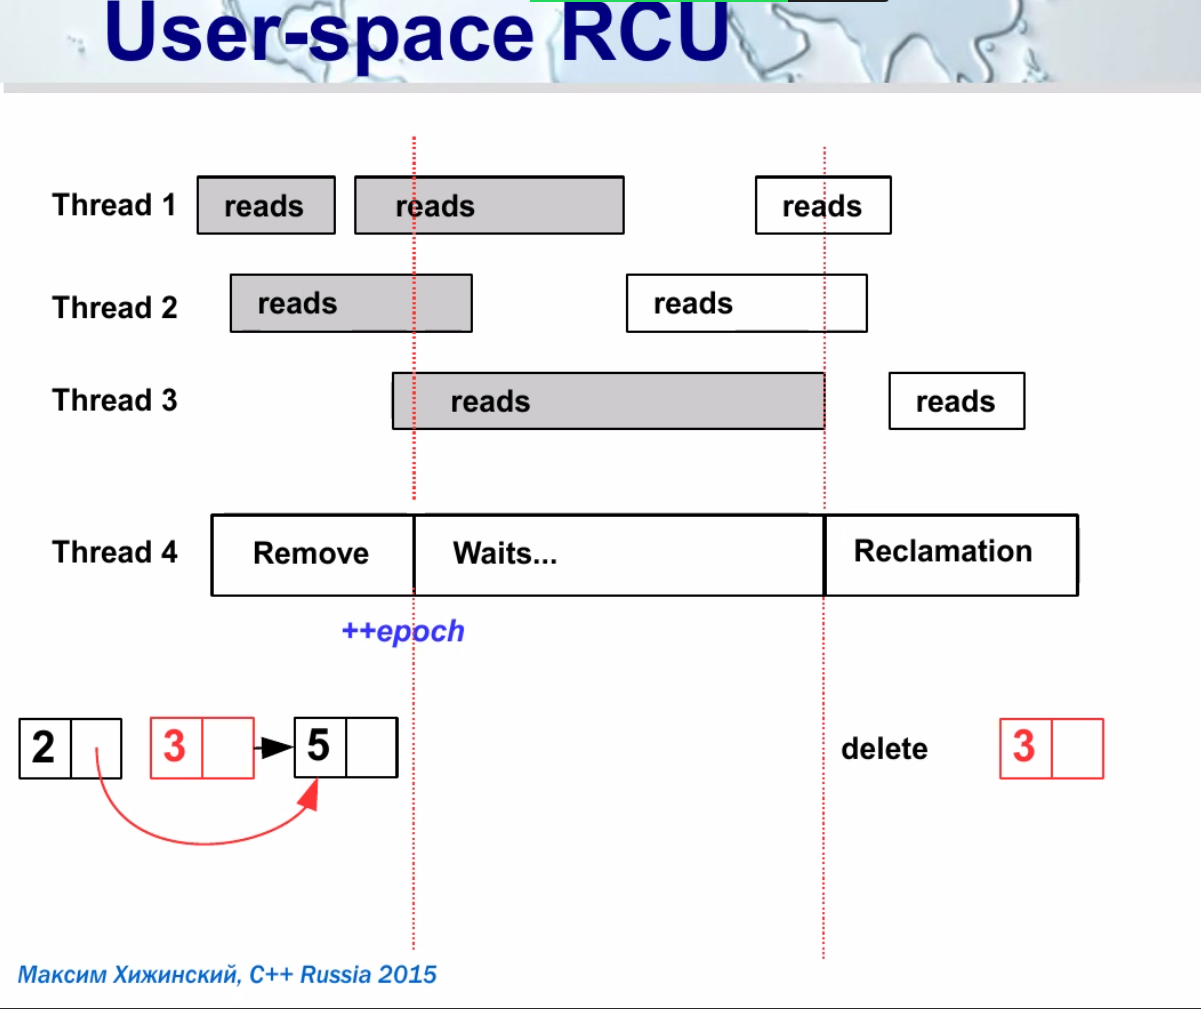 User-space RCU
Thread 1 reads reads reads
Thread 2 reads reads
Thread 3 reads reads
Thread 4 Remove Waits... Reclamation
++epoch
2 3 5 delete 3
Максим Хижинский, C++ Russia 2015